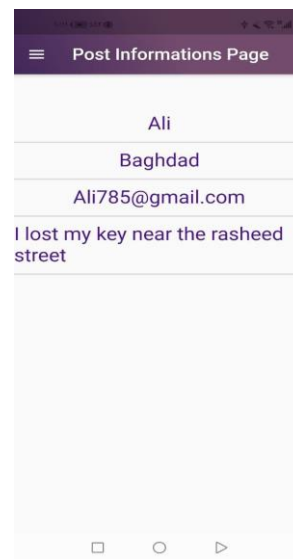 Post Informations Page
Ali
Baghdad
Ali785@gmail.com
I lost my key near the rasheed
street